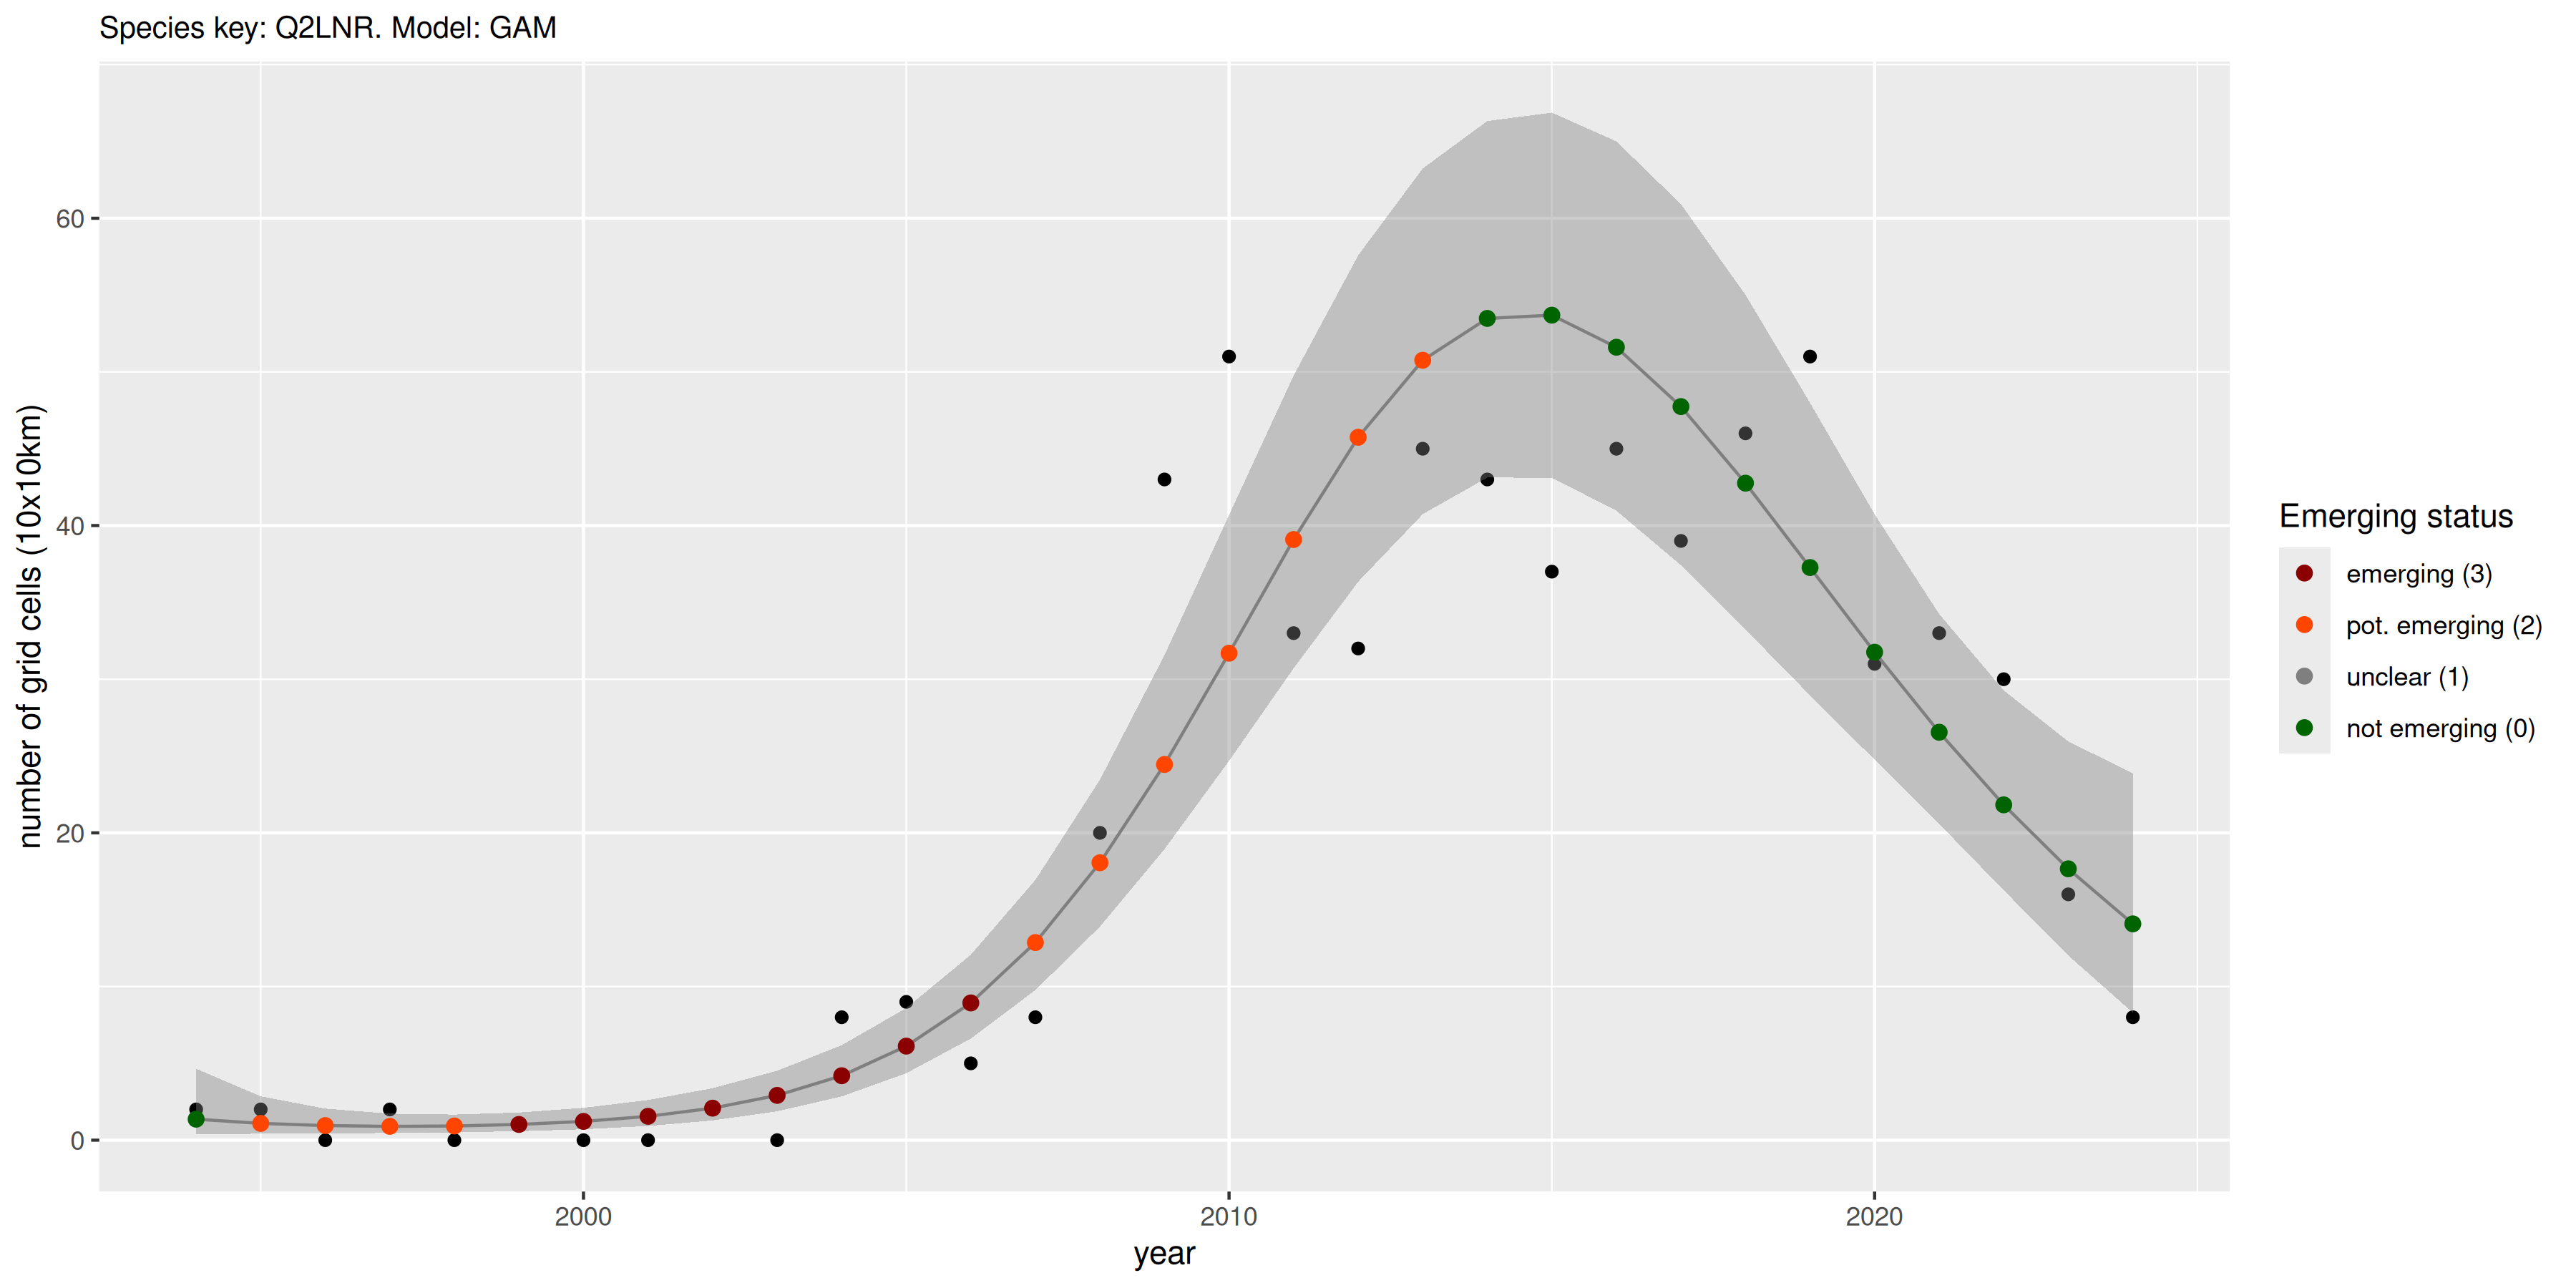 Species key: Q2LNR. Model: GAM
number of grid cells (10x10km)
60
40
20
0
2000
2010
2020
year
Emerging status
emerging (3)
pot. emerging (2)
unclear (1)
not emerging (0)